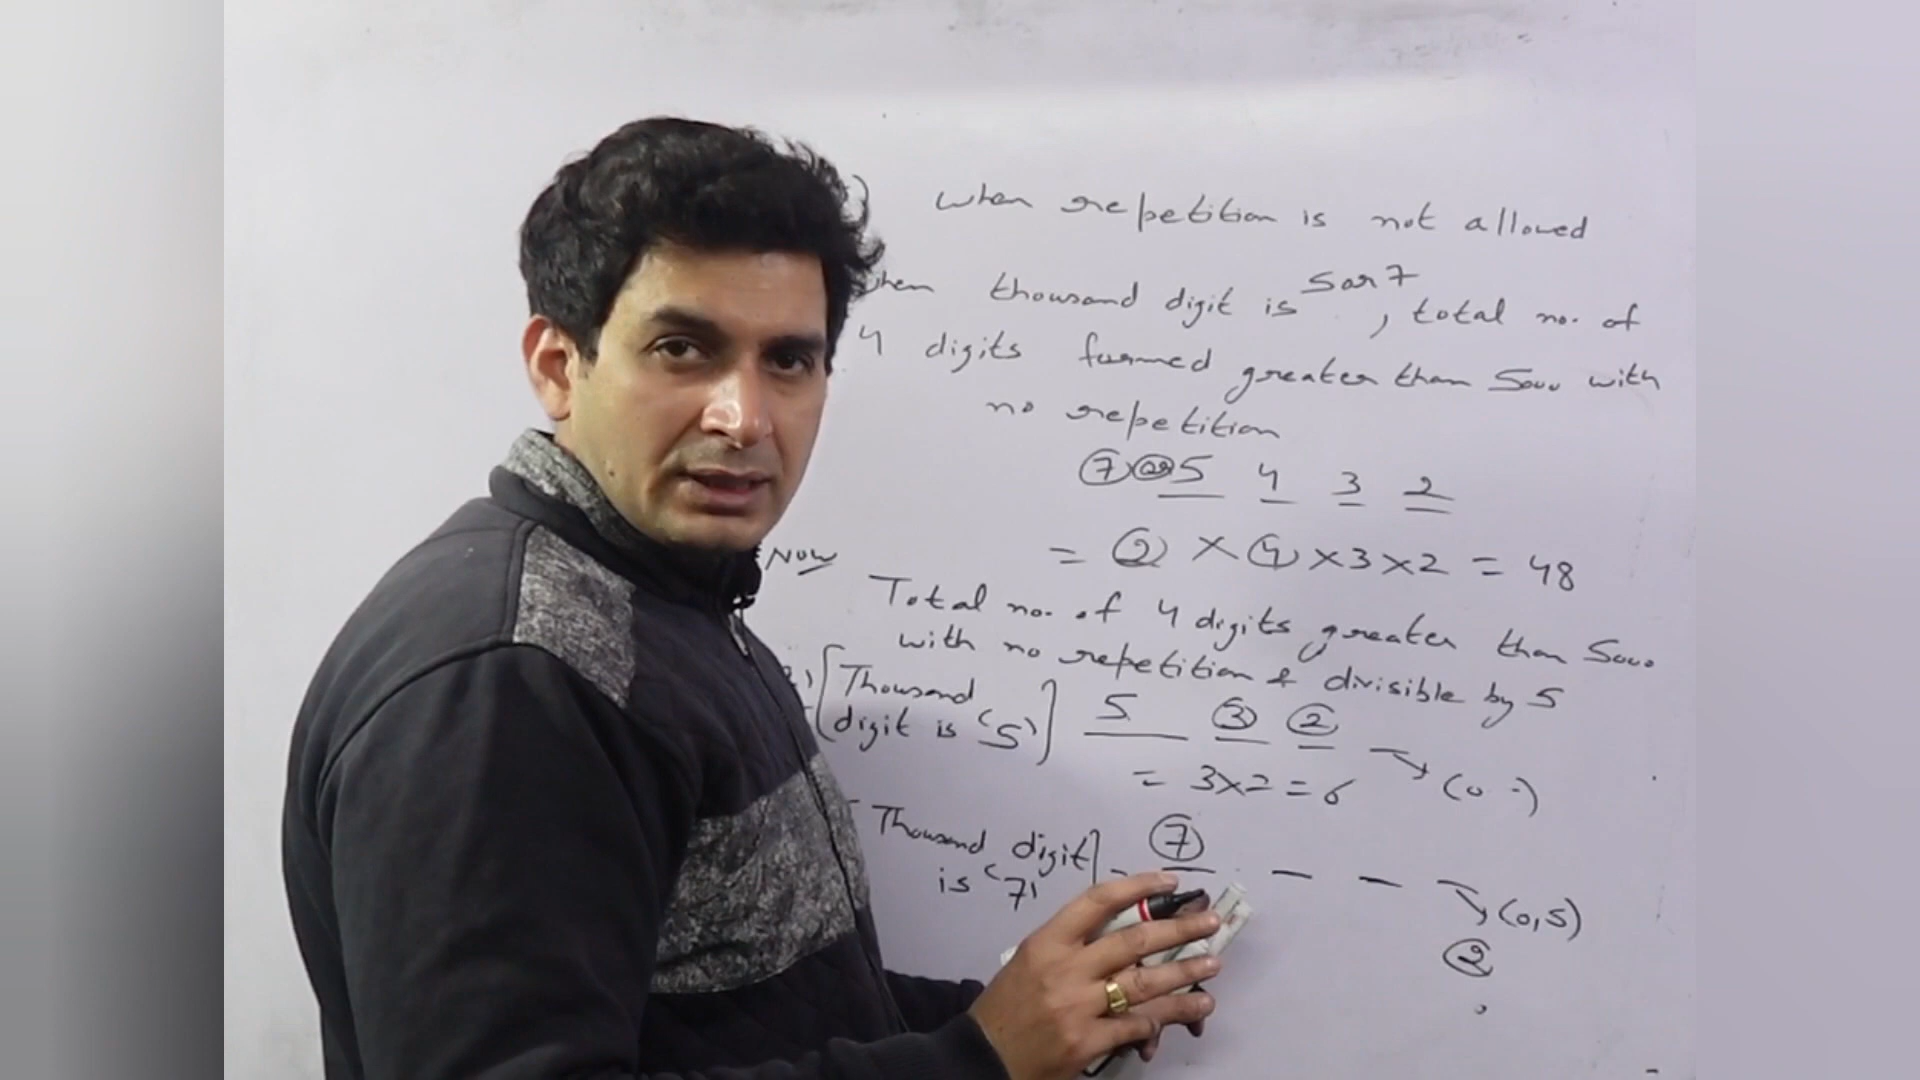 ) when repetition is not allowed
when thousand digit is 5 or 7, total no. of
4 digits formed greater than 5000 with
no repetition
7 or 5 4 3 2
= 2 × 4 × 3 × 2 = 48
Now
Total no. of 4 digits greater than 5000
with no repetition & divisible by 5
[Thousand digit is '5'] 5 3 2 → (0 -)
= 3×2 = 6
[Thousand digit is '7'] 7 _ _ _ → (0,5)
2